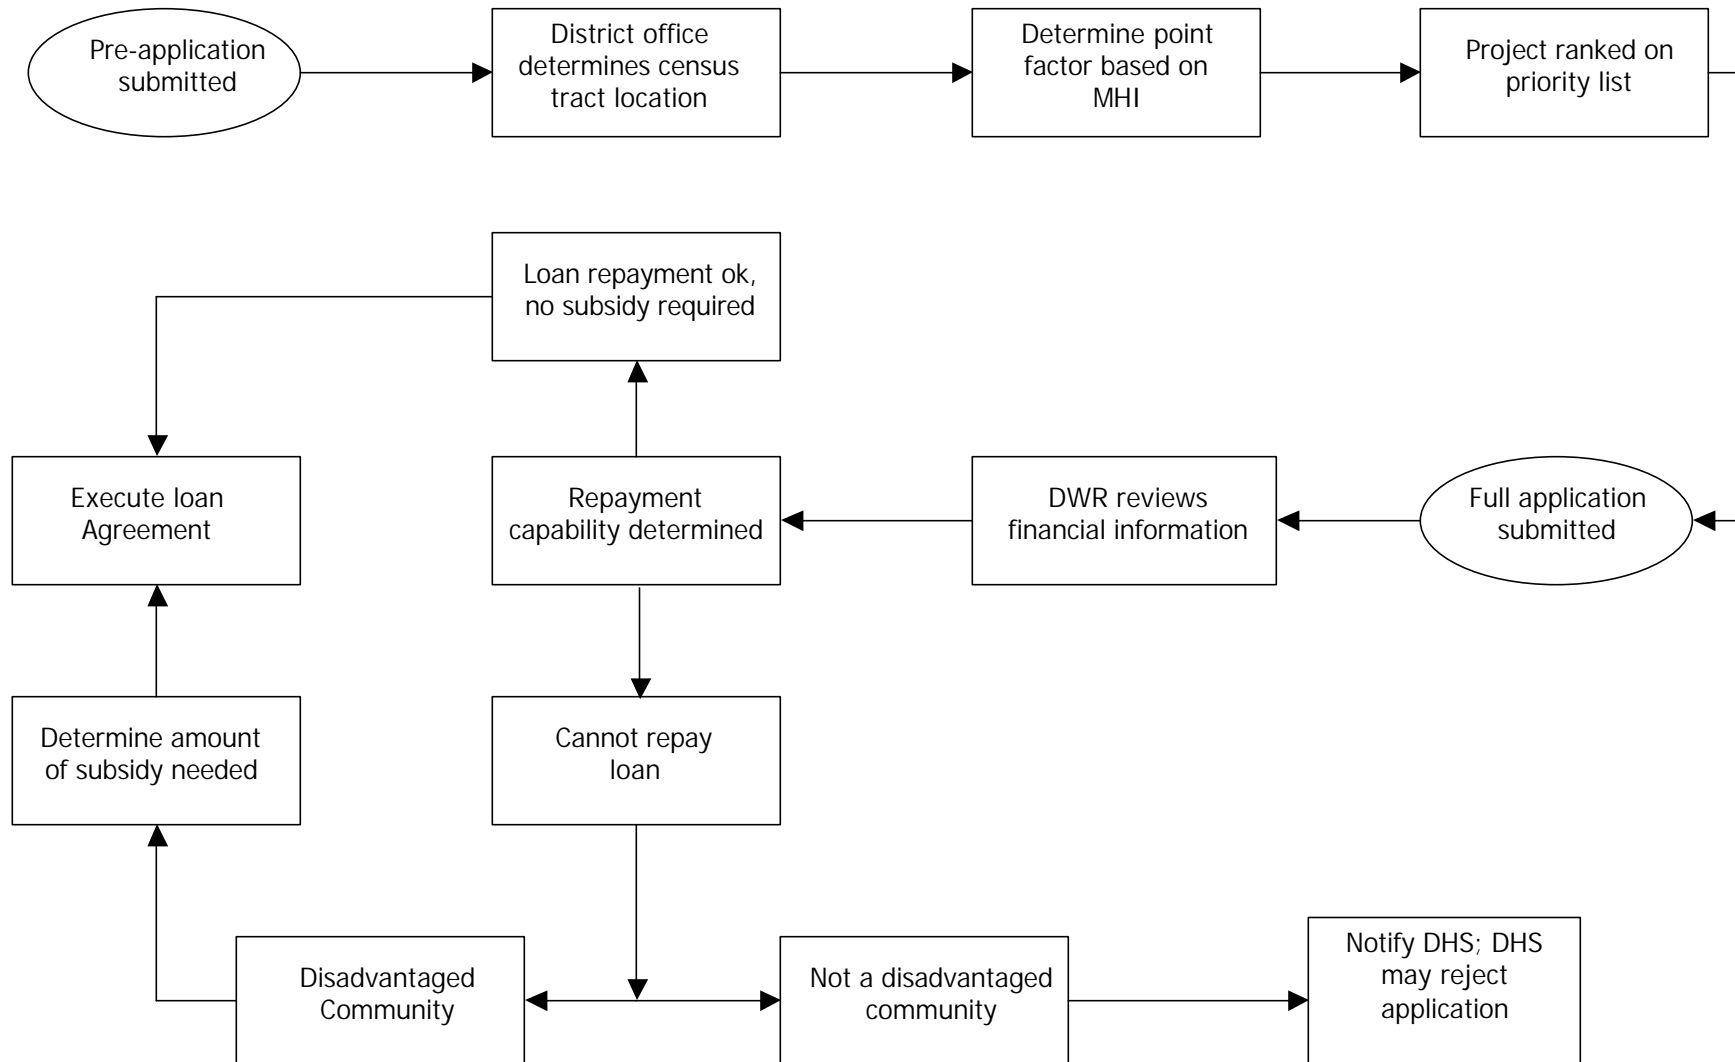 Pre-application
submitted
District office
determines census
tract location
Determine point
factor based on
MHI
Project ranked on
priority list
Loan repayment ok,
no subsidy required
Execute loan
Agreement
Repayment
capability determined
DWR reviews
financial information
Full application
submitted
Determine amount
of subsidy needed
Cannot repay
loan
Disadvantaged
Community
Not a disadvantaged
community
Notify DHS; DHS
may reject
application